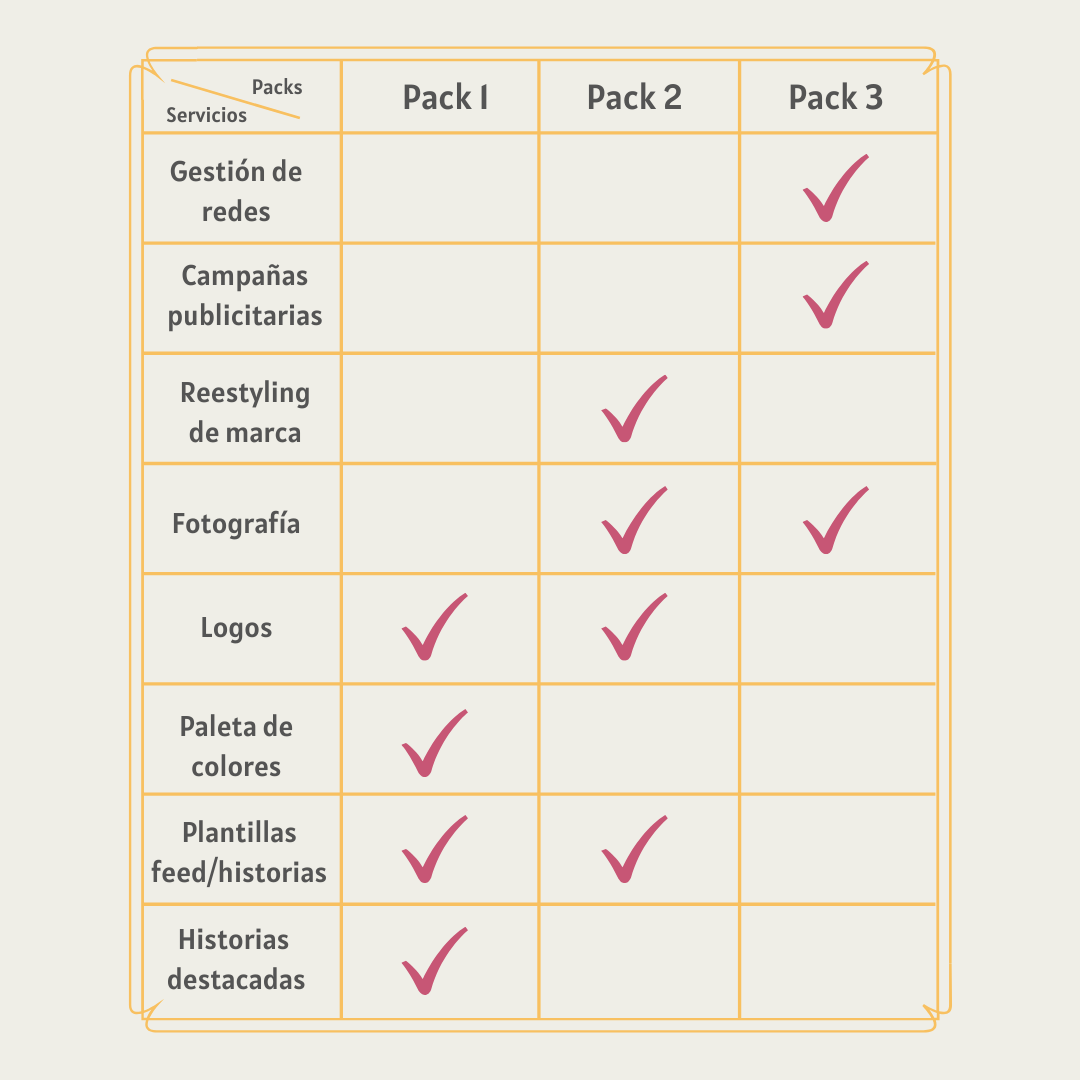 Packs
Servicios
Pack 1
Pack 2
Pack 3
Gestión de
redes
Campañas
publicitarias
Reestyling
de marca
Fotografía
Logos
Paleta de
colores
Plantillas
feed/historias
Historias
destacadas